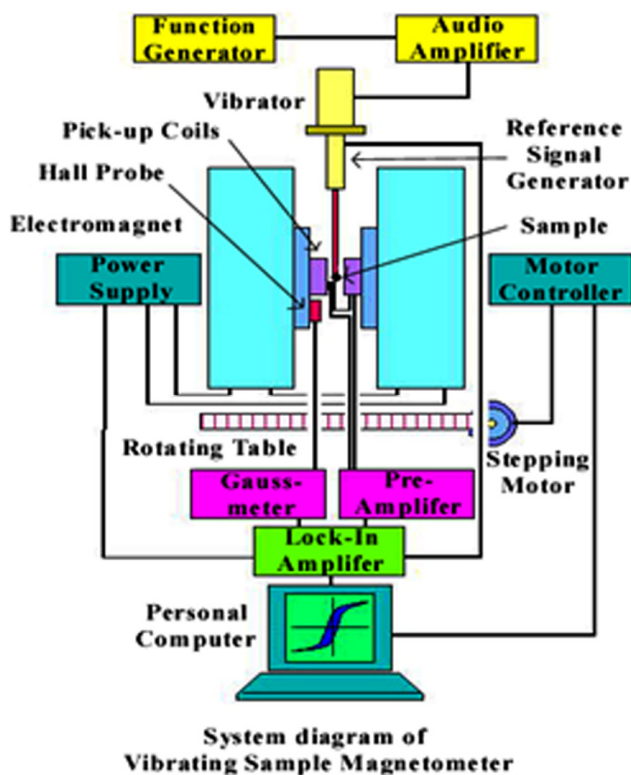 Function
Generator
Audio
Amplifier
Vibrator
Pick-up Coils
Hall Probe
Reference
Signal
Generator
Electromagnet
Sample
Power
Supply
Motor
Controller
Rotating Table
Stepping
Motor
Gauss-
meter
Pre-
Amplifer
Lock-In
Amplifer
Personal
Computer
System diagram of
Vibrating Sample Magnetometer